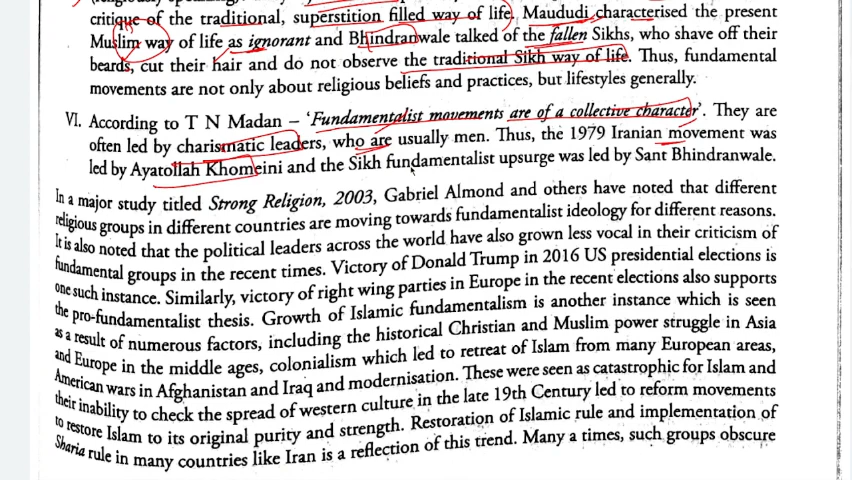 critique of the traditional, superstition filled way of life. Maududi characterised the present
Muslim way of life as ignorant and Bhindranwale talked of the fallen Sikhs, who shave off their
beards, cut their hair and do not observe the traditional Sikh way of life. Thus, fundamental
movements are not only about religious beliefs and practices, but lifestyles generally.
VI. According to T N Madan – 'Fundamentalist movements are of a collective character'. They are
often led by charismatic leaders, who are usually men. Thus, the 1979 Iranian movement was
led by Ayatollah Khomeini and the Sikh fundamentalist upsurge was led by Sant Bhindranwale.
In a major study titled Strong Religion, 2003, Gabriel Almond and others have noted that different
religious groups in different countries are moving towards fundamentalist ideology for different reasons.
It is also noted that the political leaders across the world have also grown less vocal in their criticism of
fundamental groups in the recent times. Victory of Donald Trump in 2016 US presidential elections is
one such instance. Similarly, victory of right wing parties in Europe in the recent elections also supports
the pro-fundamentalist thesis. Growth of Islamic fundamentalism is another instance which is seen
as a result of numerous factors, including the historical Christian and Muslim power struggle in Asia
and Europe in the middle ages, colonialism which led to retreat of Islam from many European areas,
American wars in Afghanistan and Iraq and modernisation. These were seen as catastrophic for Islam and
their inability to check the spread of western culture in the late 19th Century led to reform movements
to restore Islam to its original purity and strength. Restoration of Islamic rule and implementation of
Sharia rule in many countries like Iran is a reflection of this trend. Many a times, such groups obscure